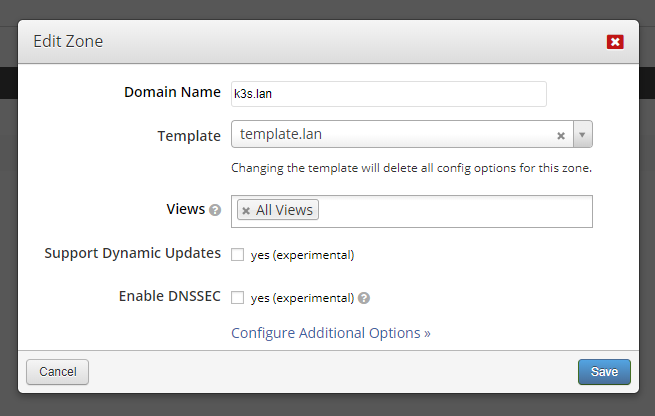 Edit Zone
Domain Name k3s.lan
Template template.lan
Changing the template will delete all config options for this zone.
Views All Views
Support Dynamic Updates yes (experimental)
Enable DNSSEC yes (experimental)
Configure Additional Options »
Cancel Save